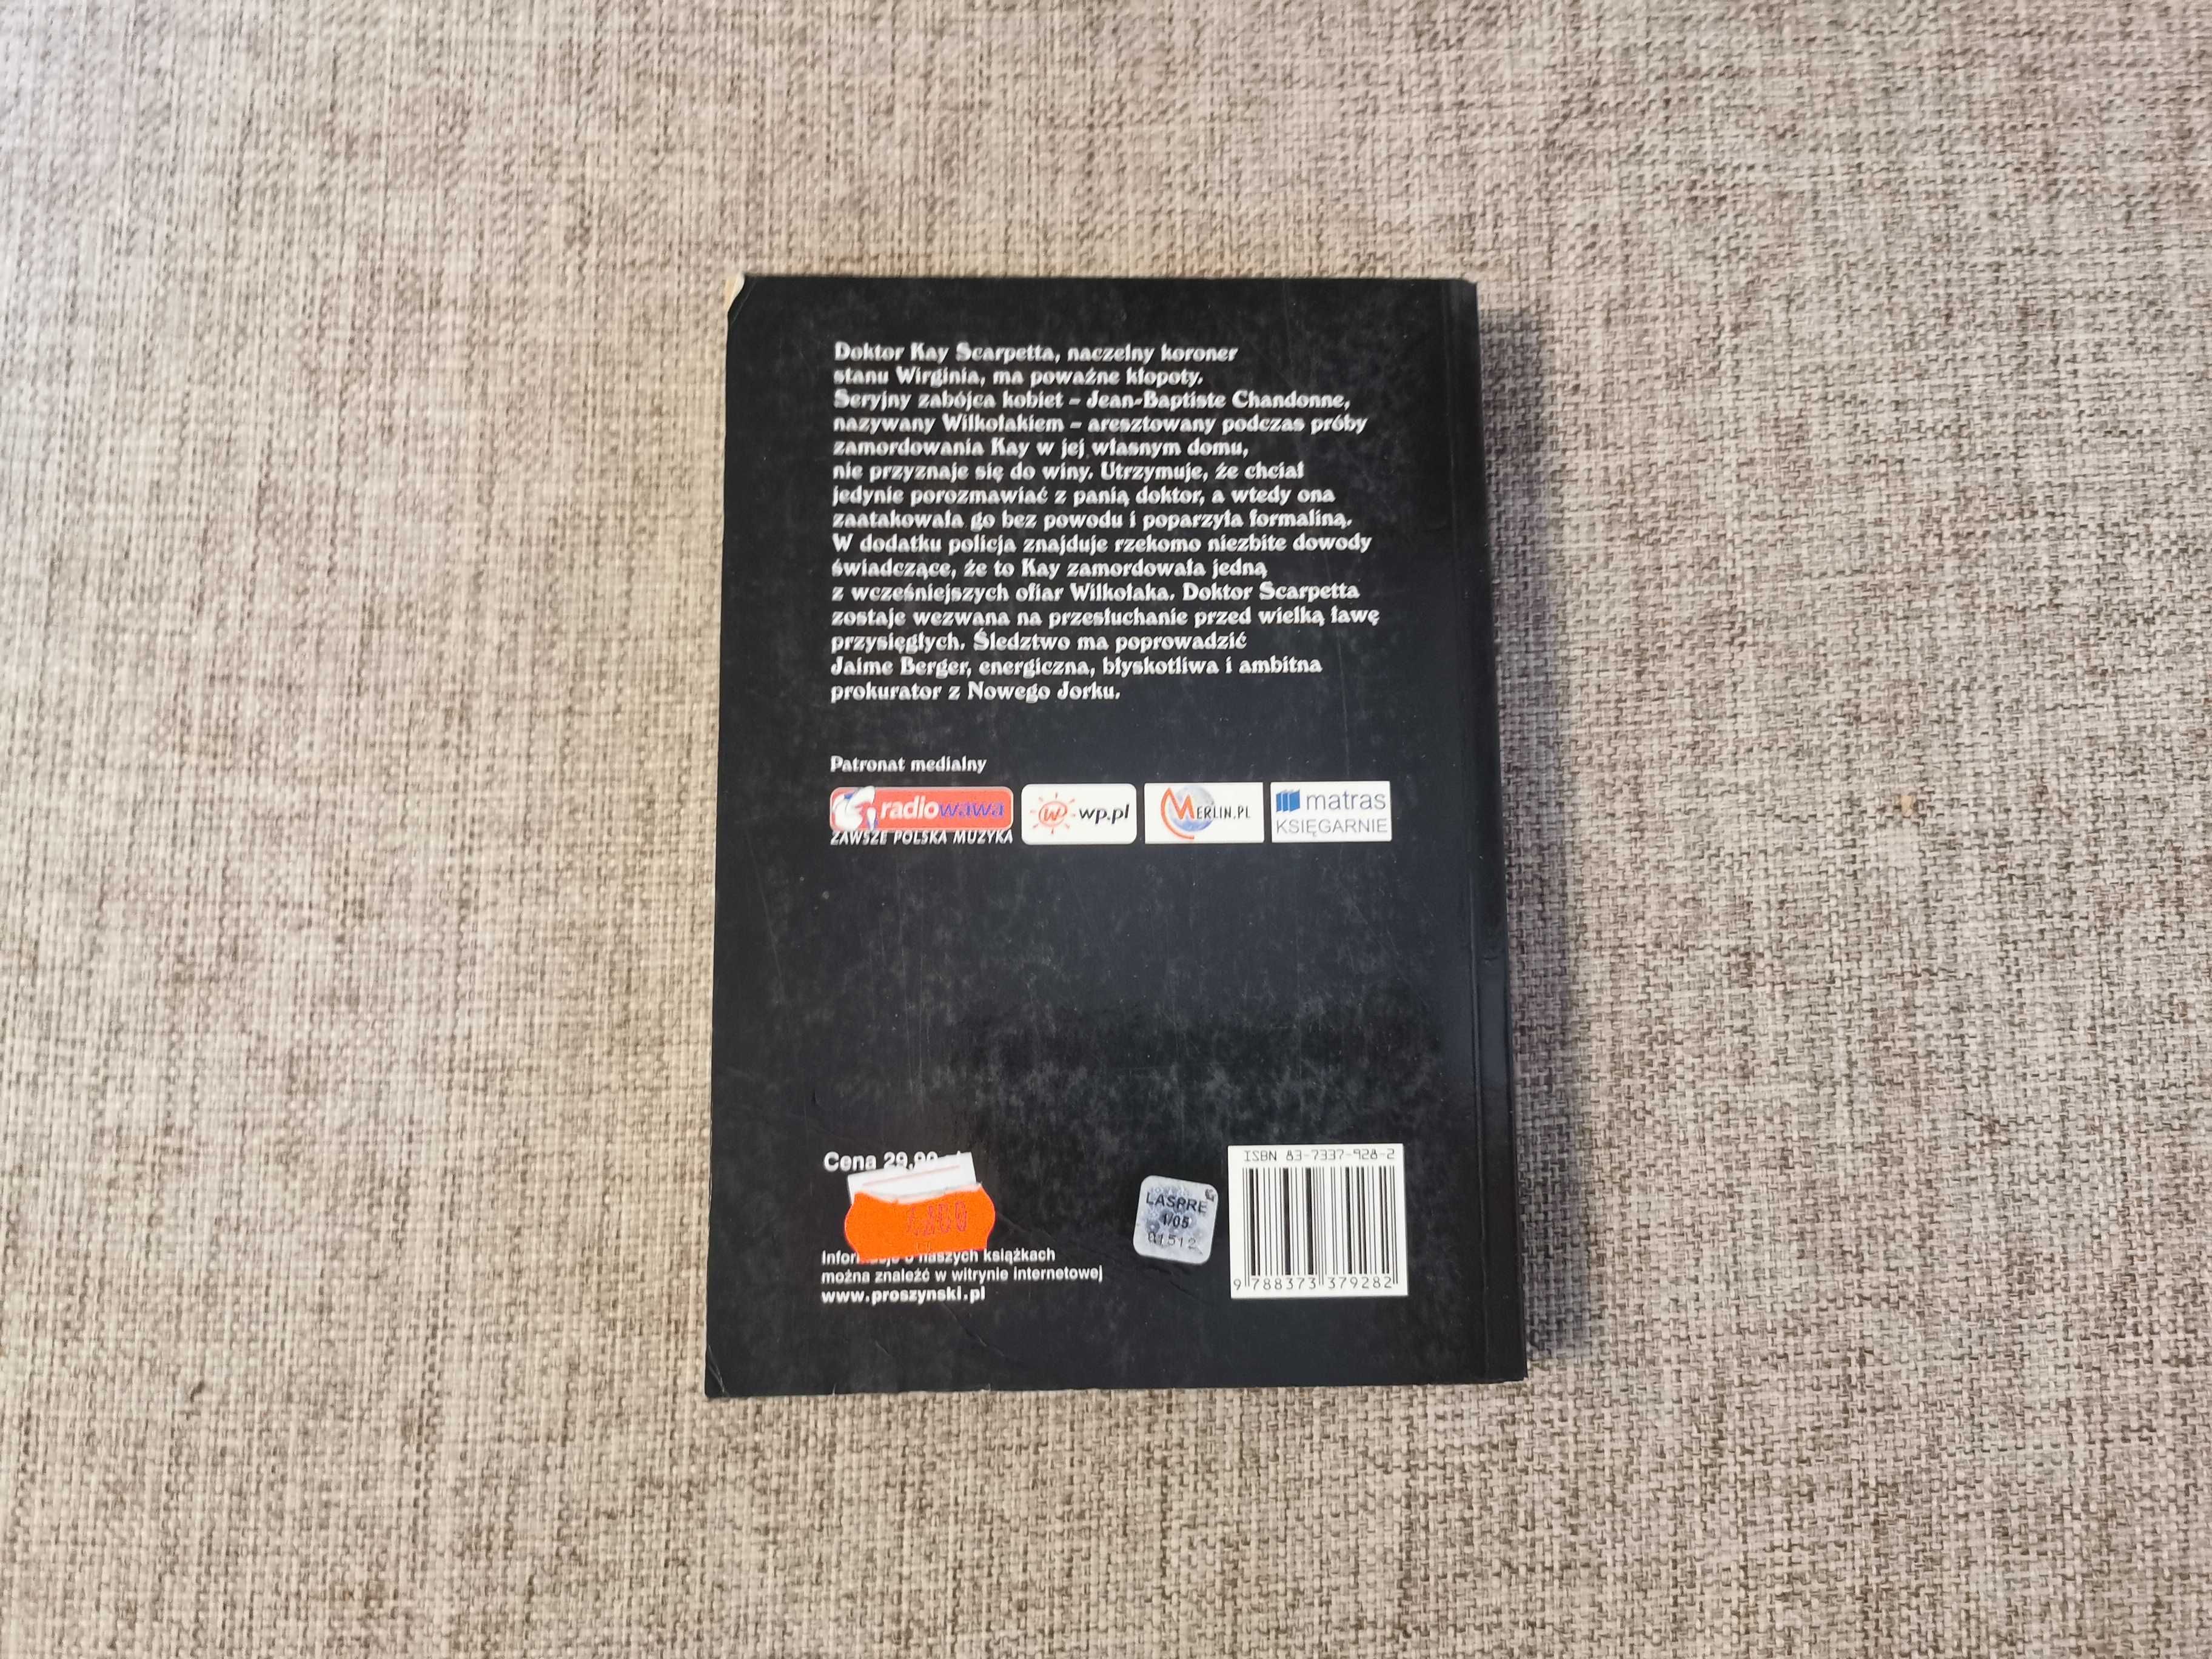 Doktor Kay Scarpetta, naczelny koroner
stanu Wirginia, ma poważne kłopoty.
Seryjny zabójca kobiet – Jean-Baptiste Chandonne,
nazywany Wilkołakiem – aresztowany podczas próby
zamordowania Kay w jej własnym domu,
nie przyznaje się do winy. Utrzymuje, że chciał
jedynie porozmawiać z panią doktor, a wtedy ona
zaatakowała go bez powodu i poparzyła formaliną.
W dodatku policja znajduje rzekomo niezbite dowody
świadczące, że to Kay zamordowała jedną
z wcześniejszych ofiar Wilkołaka. Doktor Scarpetta
zostaje wezwana na przesłuchanie przed wielką ławę
przysięgłych. Śledztwo ma poprowadzić
Jaime Berger, energiczna, błyskotliwa i ambitna
prokurator z Nowego Jorku.
Patronat medialny
radiowawa
ZAWSZE POLSKA MUZYKA
w wp.pl
MERLIN.PL
matras
KSIĘGARNIE
Cena 29,90
ISBN 83-7337-928-2
LASPRE
1/05
01512
9 788373 379282
naszych książkach
można znaleźć w witrynie internetowej
www.proszynski.pl